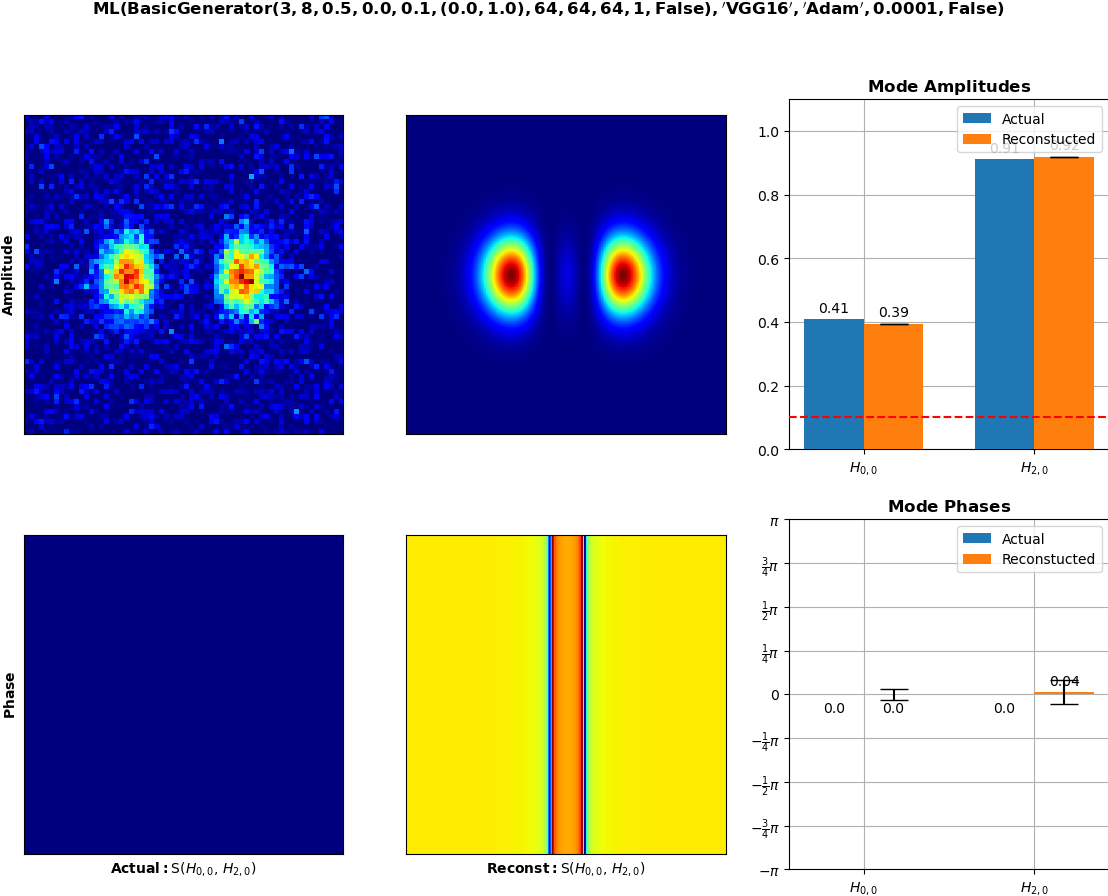 ML(BasicGenerator(3, 8, 0.5, 0.0, 0.1, (0.0, 1.0), 64, 64, 64, 1, False), 'VGG16', 'Adam', 0.0001, False)
Amplitude
Mode Amplitudes
Actual
Reconstucted
1.0
0.8
0.6
0.4
0.2
0.0
0.41
0.39
0.91
0.92
H0,0
H2,0
Phase
Actual: S(H0,0, H2,0)
Reconst: S(H0,0, H2,0)
Mode Phases
Actual
Reconstucted
π
3/4π
1/2π
1/4π
0
−1/4π
−1/2π
−3/4π
−π
0.0
0.0
0.0
0.04
H0,0
H2,0